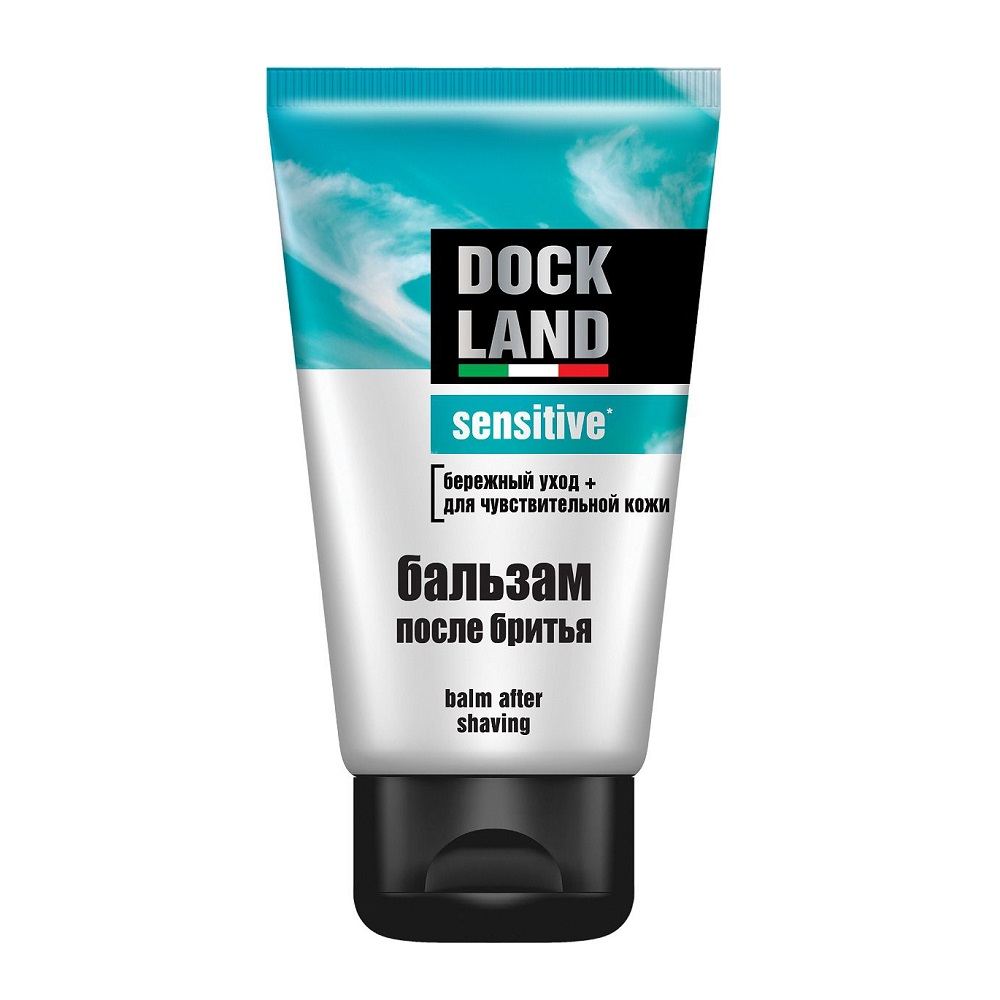 DOCK
LAND
sensitive*
бережный уход +
для чувствительной кожи
бальзам
после бритья
balm after
shaving